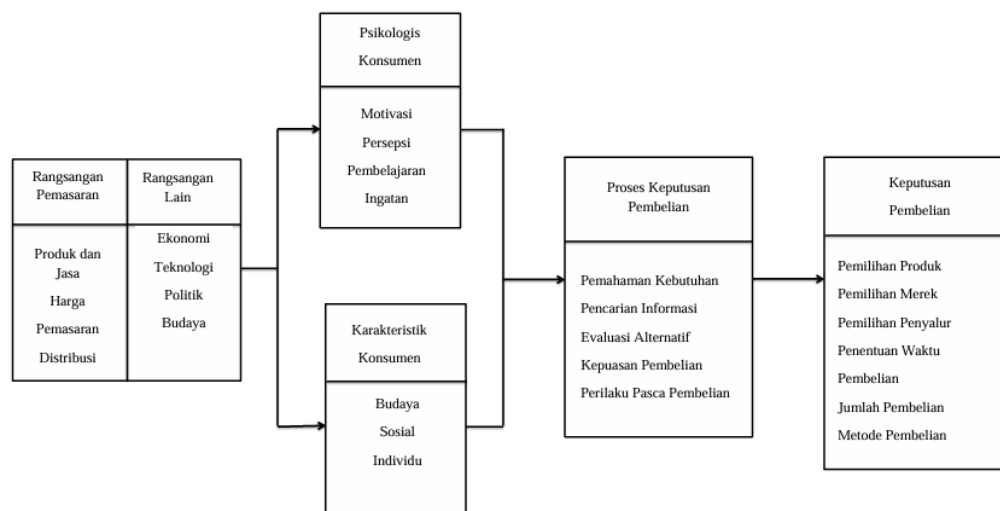 Rangsangan
Pemasaran
Produk dan
Jasa
Harga
Pemasaran
Distribusi
Rangsangan
Lain
Ekonomi
Teknologi
Politik
Budaya
Psikologis
Konsumen
Motivasi
Persepsi
Pembelajaran
Ingatan
Karakteristik
Konsumen
Budaya
Sosial
Individu
Proses Keputusan
Pembelian
Pemahaman Kebutuhan
Pencarian Informasi
Evaluasi Alternatif
Kepuasan Pembelian
Perilaku Pasca Pembelian
Keputusan
Pembelian
Pemilihan Produk
Pemilihan Merek
Pemilihan Penyalur
Penentuan Waktu
Pembelian
Jumlah Pembelian
Metode Pembelian